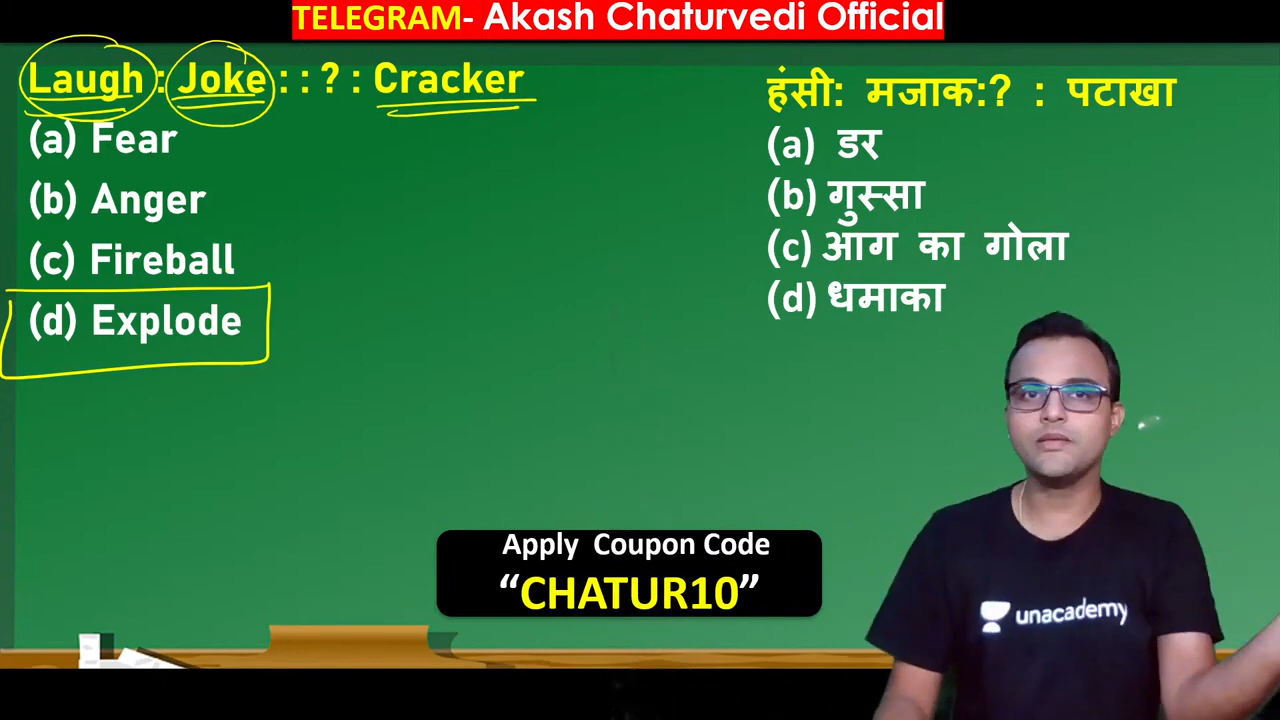 TELEGRAM- Akash Chaturvedi Official
Laugh : Joke : : ? : Cracker
(a) Fear
(b) Anger
(c) Fireball
(d) Explode
हंसी: मजाक:? : पटाखा
(a) डर
(b) गुस्सा
(c) आग का गोला
(d) धमाका
Apply Coupon Code
“CHATUR10”
unacademy